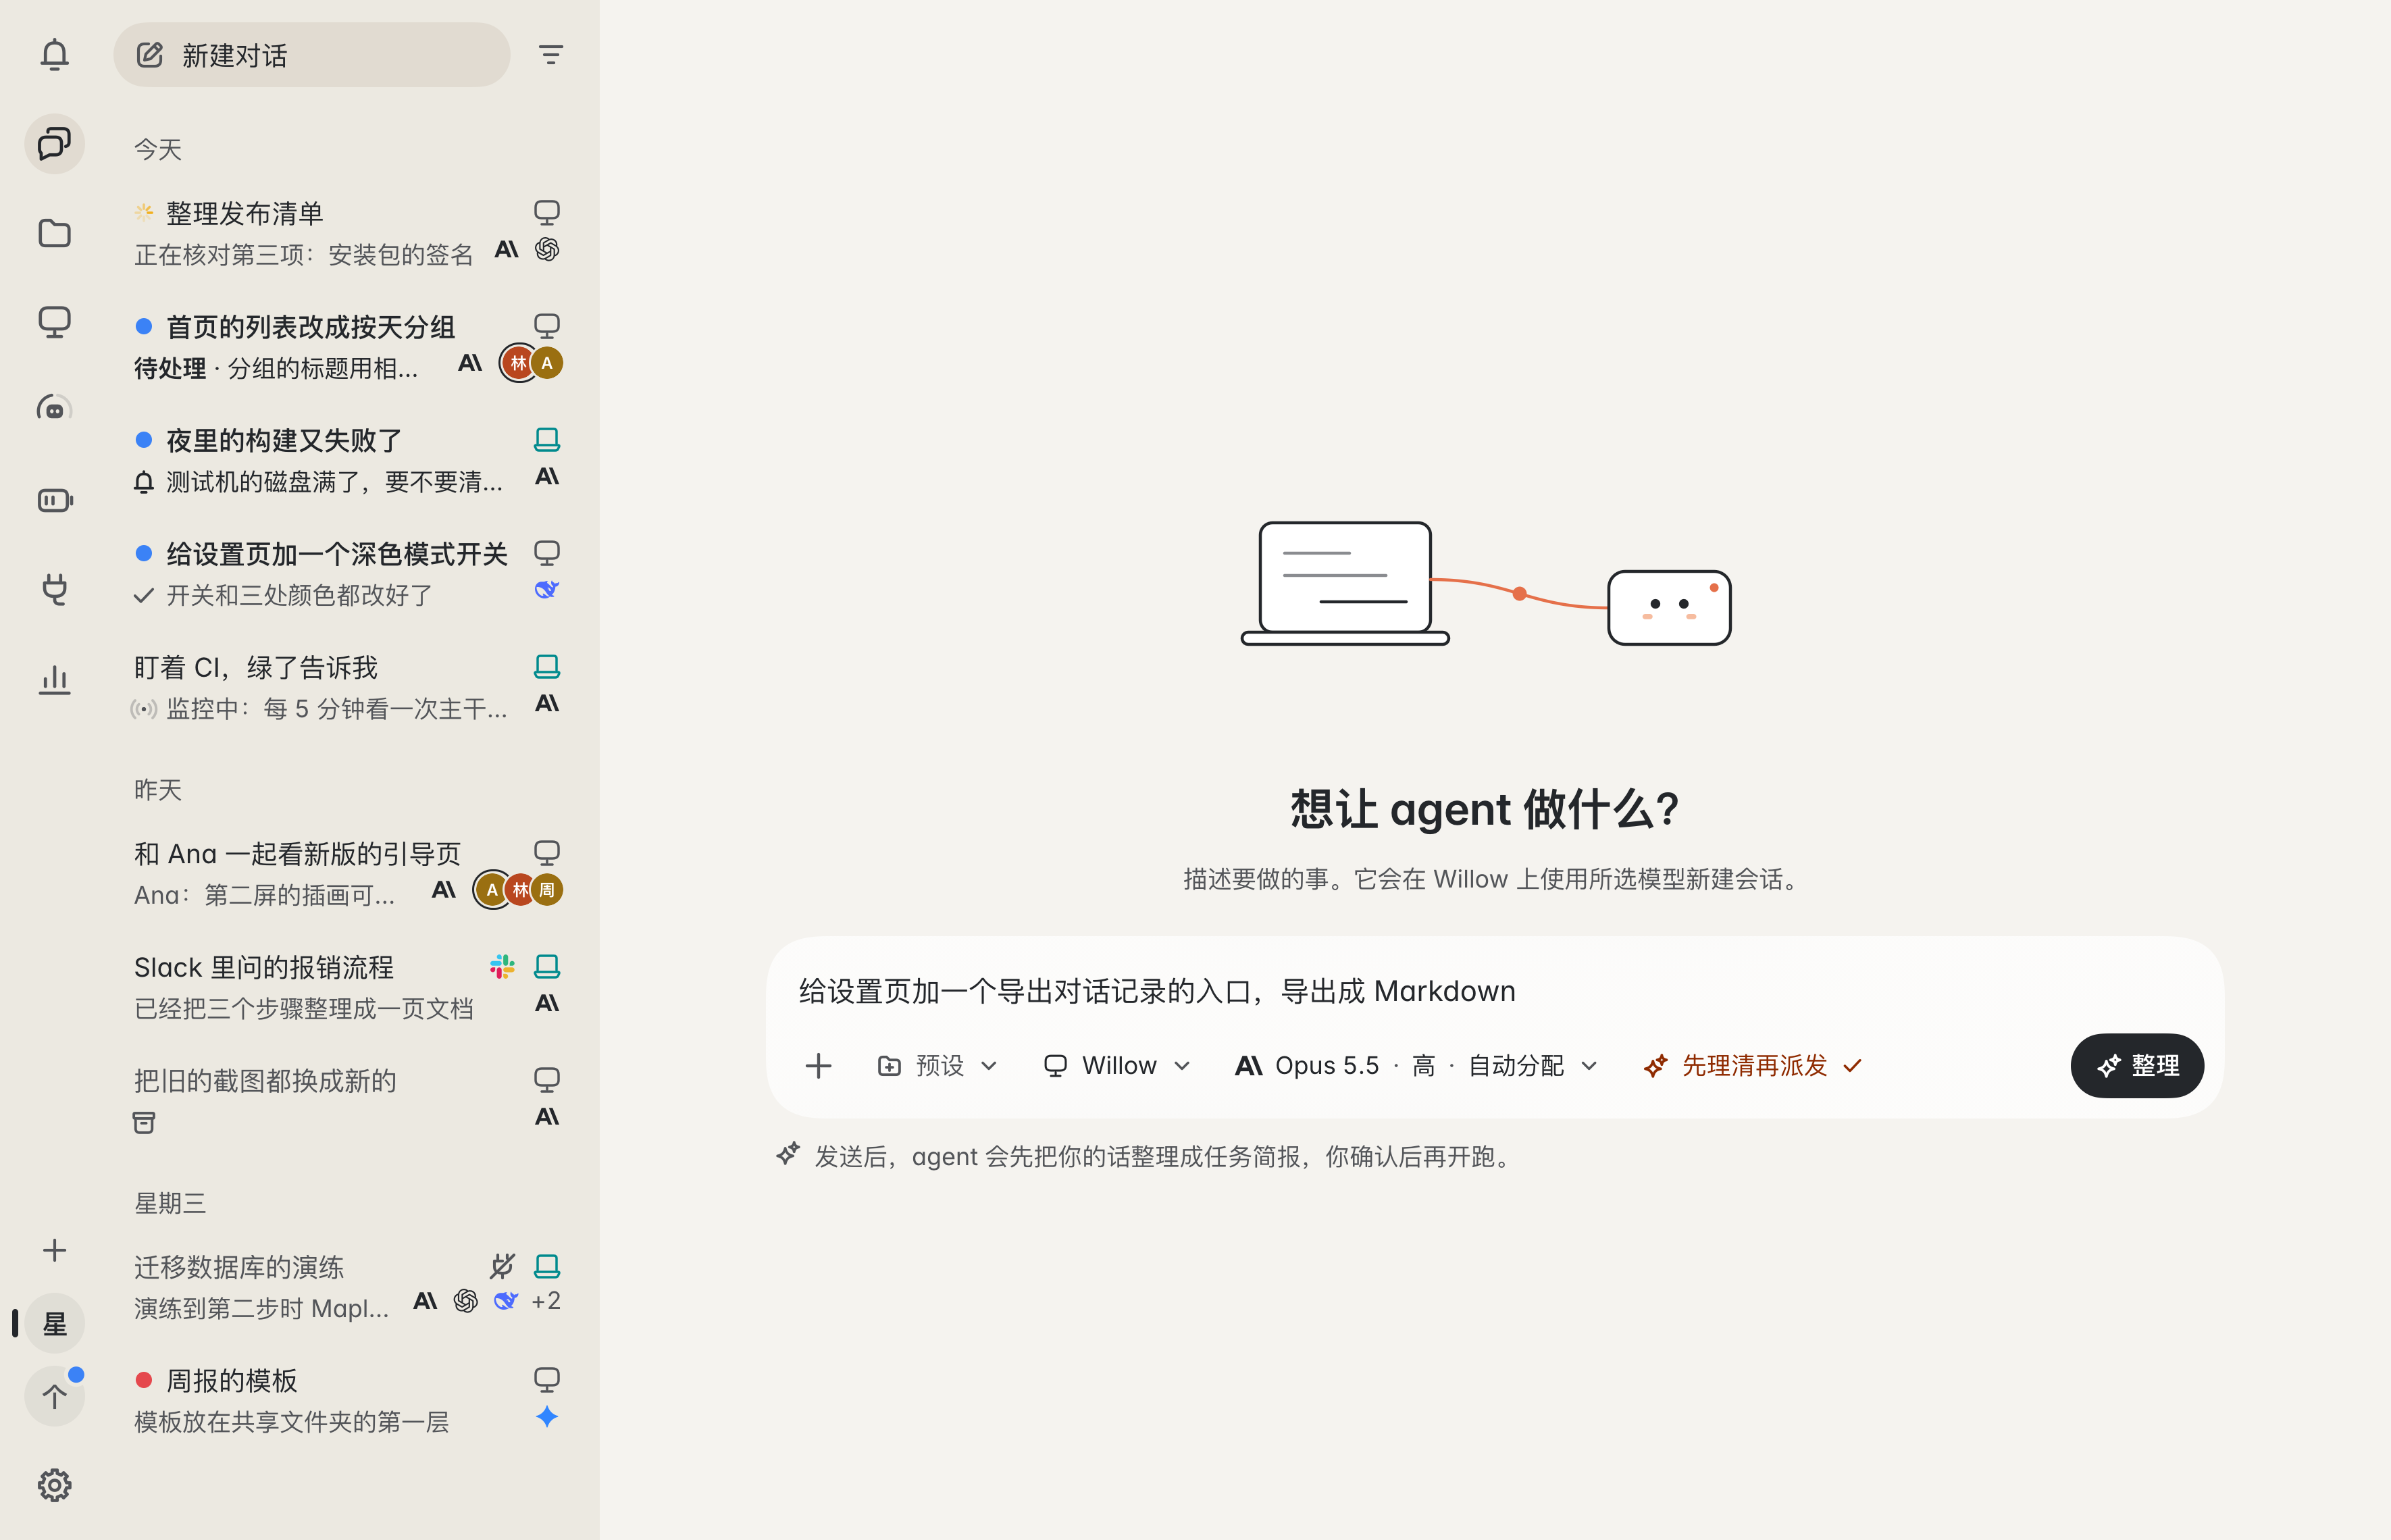 新建对话
今天
整理发布清单
正在核对第三项：安装包的签名
首页的列表改成按天分组
待处理 · 分组的标题用相...
林 A
夜里的构建又失败了
测试机的磁盘满了，要不要清...
给设置页加一个深色模式开关
开关和三处颜色都改好了
盯着 CI，绿了告诉我
监控中：每 5 分钟看一次主干...
昨天
和 Ana 一起看新版的引导页
Ana：第二屏的插画可...
A 林 周
Slack 里问的报销流程
已经把三个步骤整理成一页文档
把旧的截图都换成新的
星期三
迁移数据库的演练
演练到第二步时 Mapl... +2
周报的模板
模板放在共享文件夹的第一层
星
个
想让 agent 做什么？
描述要做的事。它会在 Willow 上使用所选模型新建会话。
给设置页加一个导出对话记录的入口，导出成 Markdown
预设 Willow Opus 5.5 · 高 · 自动分配 先理清再派发 整理
发送后，agent 会先把你的话整理成任务简报，你确认后再开跑。